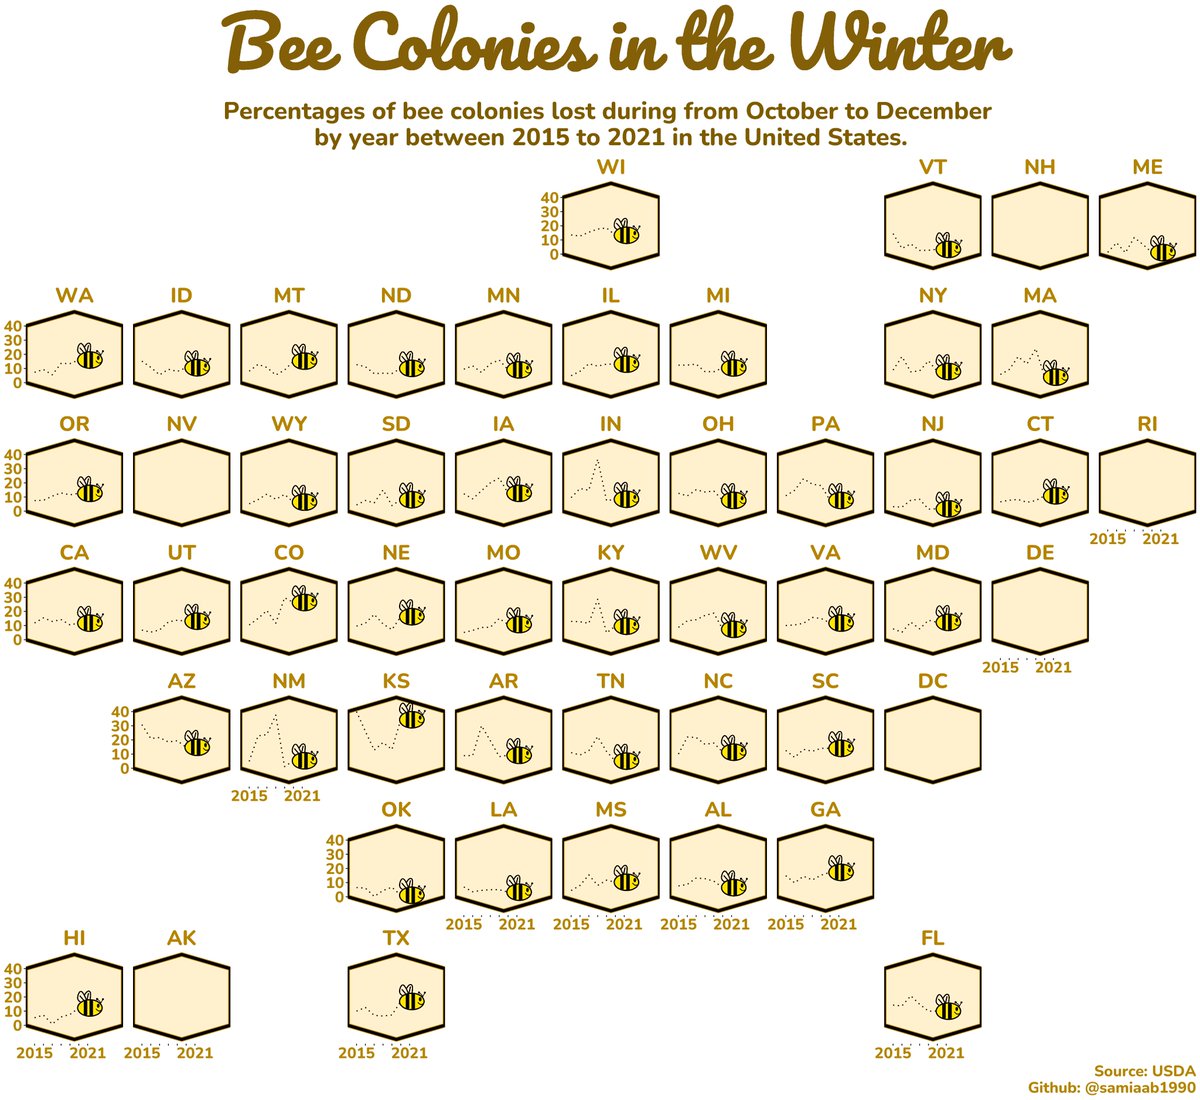 Bee Colonies in the Winter
Percentages of bee colonies lost during from October to December
by year between 2015 to 2021 in the United States.
WI VT NH ME
40
30
20
10
0
WA ID MT ND MN IL MI NY MA
40
30
20
10
0
OR NV WY SD IA IN OH PA NJ CT RI
40
30
20
10
0
2015 2021
CA UT CO NE MO KY WV VA MD DE
40
30
20
10
0
2015 2021
AZ NM KS AR TN NC SC DC
40
30
20
10
0
2015 2021
OK LA MS AL GA
40
30
20
10
0
2015 2021 2015 2021 2015 2021 2015 2021
HI AK TX FL
40
30
20
10
0
2015 2021 2015 2021 2015 2021 2015 2021
Source: USDA
Github: @samiaab1990